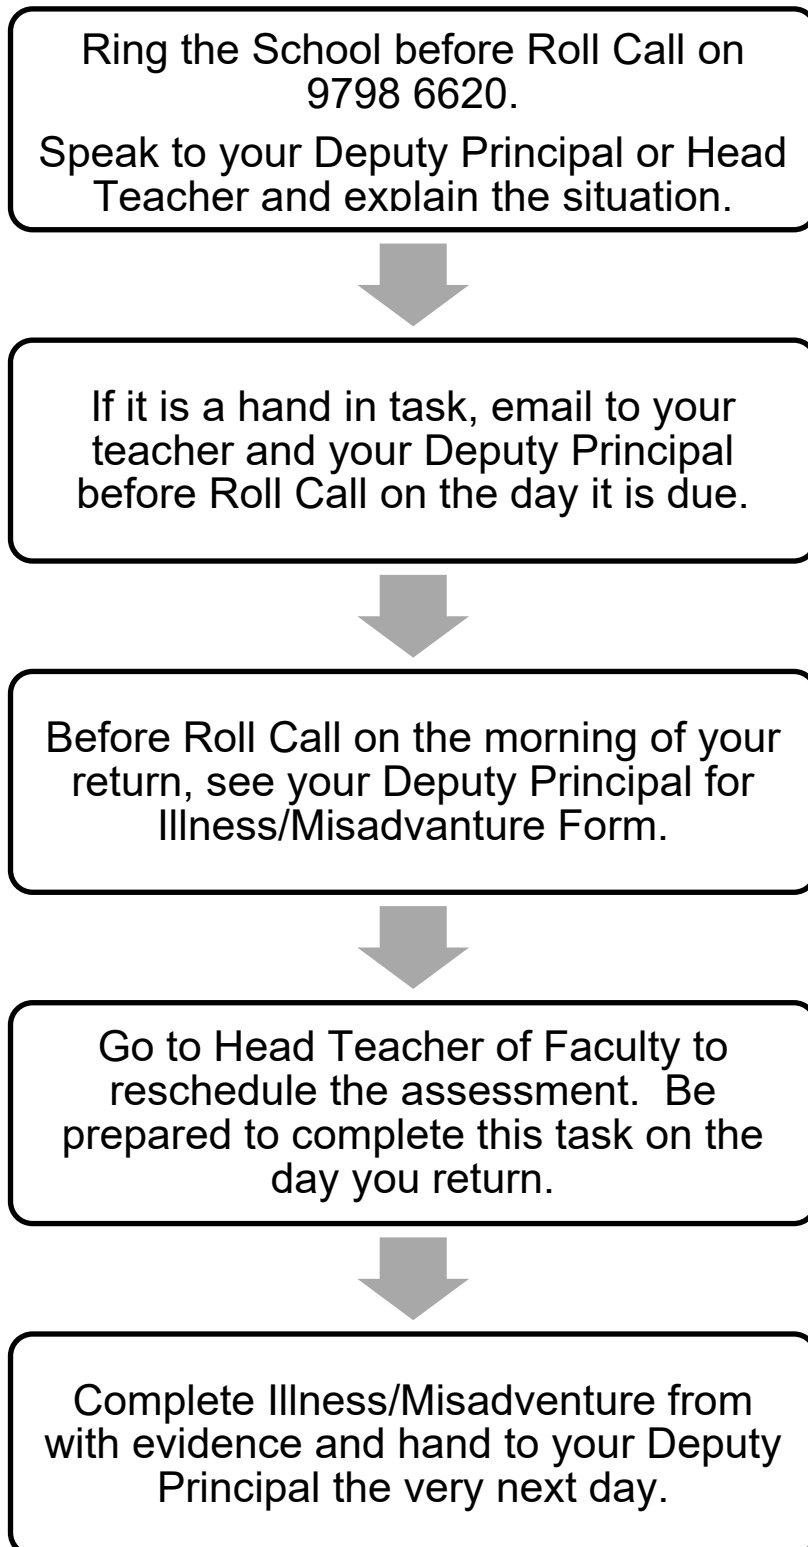 Ring the School before Roll Call on
9798 6620.
Speak to your Deputy Principal or Head
Teacher and explain the situation.
If it is a hand in task, email to your
teacher and your Deputy Principal
before Roll Call on the day it is due.
Before Roll Call on the morning of your
return, see your Deputy Principal for
Illness/Misadvanture Form.
Go to Head Teacher of Faculty to
reschedule the assessment.  Be
prepared to complete this task on the
day you return.
Complete Illness/Misadventure from
with evidence and hand to your Deputy
Principal the very next day.